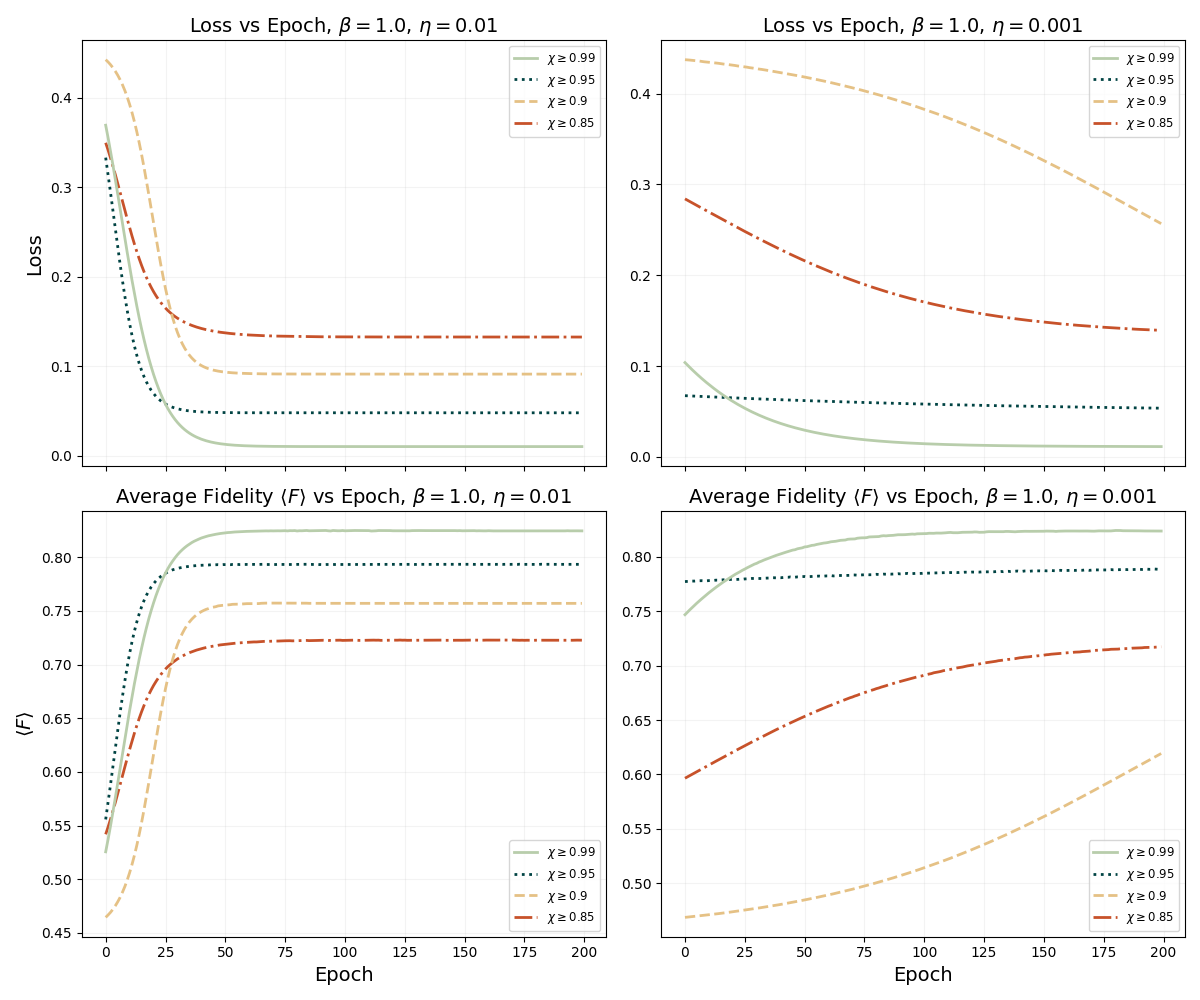 Loss vs Epoch, β = 1.0, η = 0.01
Loss
0.4
0.3
0.2
0.1
0.0
χ ≥ 0.99
χ ≥ 0.95
χ ≥ 0.9
χ ≥ 0.85
Loss vs Epoch, β = 1.0, η = 0.001
0.4
0.3
0.2
0.1
0.0
χ ≥ 0.99
χ ≥ 0.95
χ ≥ 0.9
χ ≥ 0.85
Average Fidelity ⟨F⟩ vs Epoch, β = 1.0, η = 0.01
⟨F⟩
0.80
0.75
0.70
0.65
0.60
0.55
0.50
0.45
χ ≥ 0.99
χ ≥ 0.95
χ ≥ 0.9
χ ≥ 0.85
0 25 50 75 100 125 150 175 200
Epoch
Average Fidelity ⟨F⟩ vs Epoch, β = 1.0, η = 0.001
0.80
0.75
0.70
0.65
0.60
0.55
0.50
χ ≥ 0.99
χ ≥ 0.95
χ ≥ 0.9
χ ≥ 0.85
0 25 50 75 100 125 150 175 200
Epoch